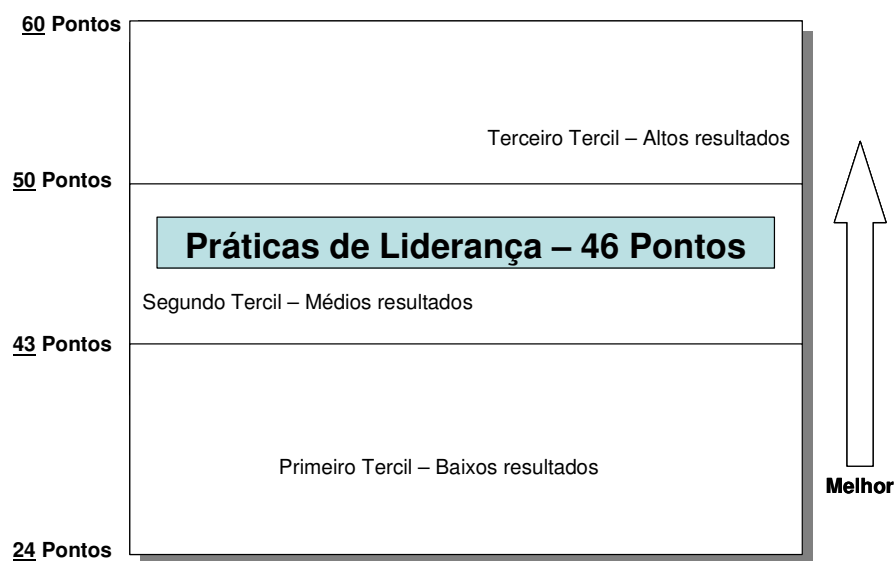 60 Pontos
Terceiro Tercil – Altos resultados
50 Pontos
Práticas de Liderança – 46 Pontos
Segundo Tercil – Médios resultados
43 Pontos
Primeiro Tercil – Baixos resultados
Melhor
24 Pontos